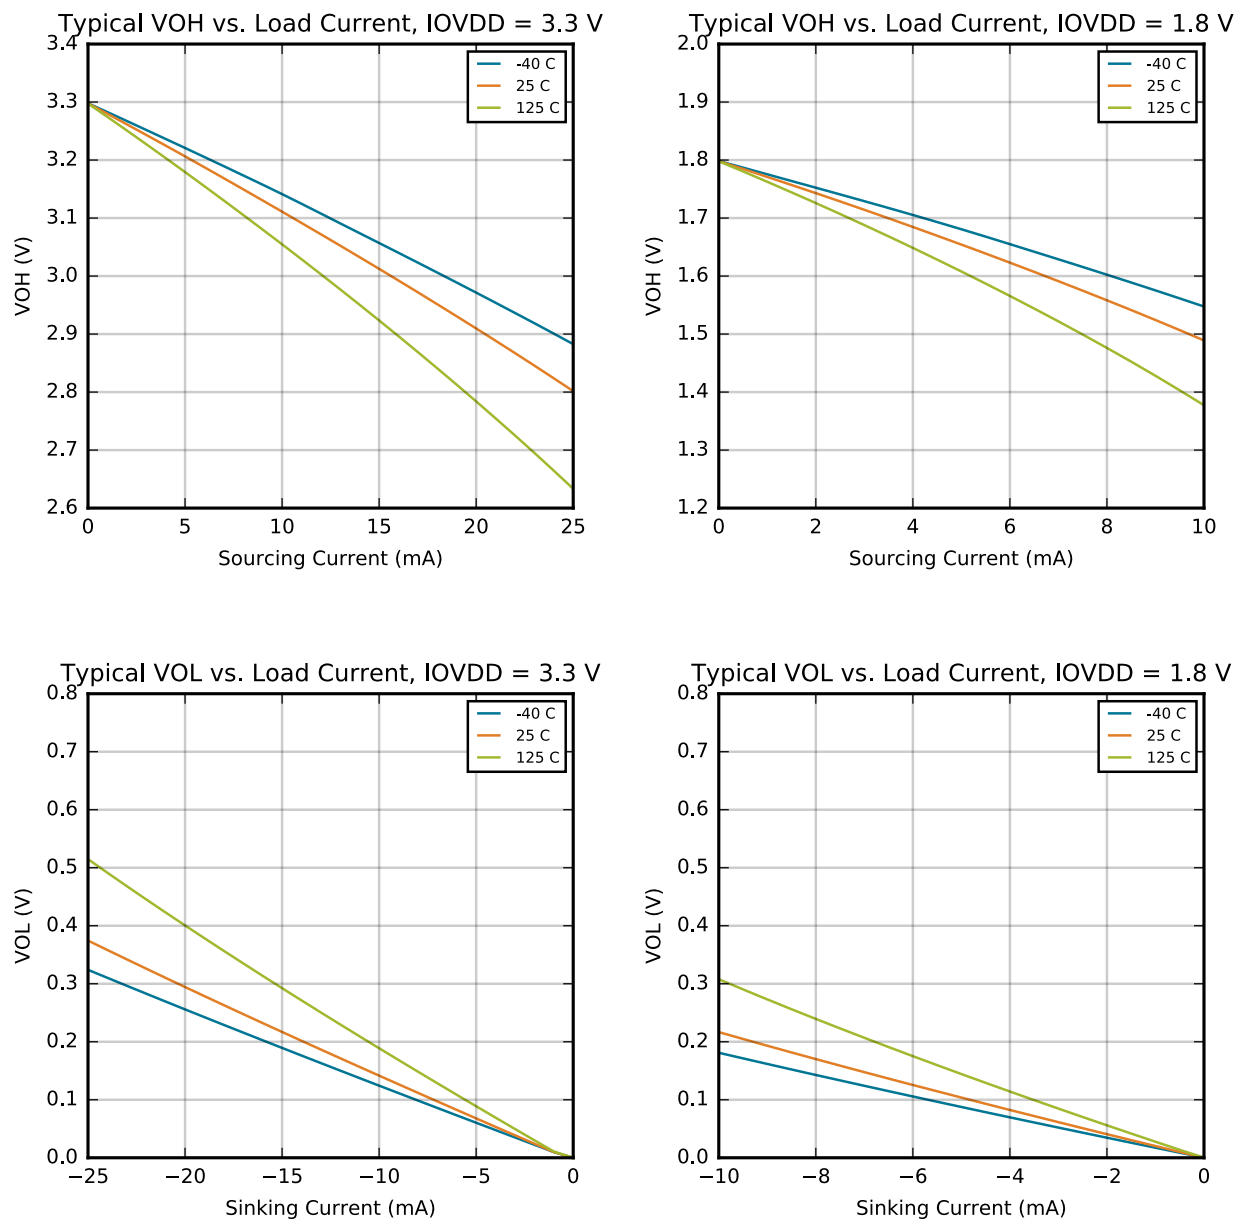 Typical VOH vs. Load Current, IOVDD = 3.3 V
3.4
3.3
3.2
3.1
3.0
2.9
2.8
2.7
2.6
VOH (V)
-40 C
25 C
125 C
0 5 10 15 20 25
Sourcing Current (mA)
Typical VOH vs. Load Current, IOVDD = 1.8 V
2.0
1.9
1.8
1.7
1.6
1.5
1.4
1.3
1.2
VOH (V)
-40 C
25 C
125 C
0 2 4 6 8 10
Sourcing Current (mA)
Typical VOL vs. Load Current, IOVDD = 3.3 V
0.8
0.7
0.6
0.5
0.4
0.3
0.2
0.1
0.0
VOL (V)
-40 C
25 C
125 C
−25 −20 −15 −10 −5 0
Sinking Current (mA)
Typical VOL vs. Load Current, IOVDD = 1.8 V
0.8
0.7
0.6
0.5
0.4
0.3
0.2
0.1
0.0
VOL (V)
-40 C
25 C
125 C
−10 −8 −6 −4 −2 0
Sinking Current (mA)